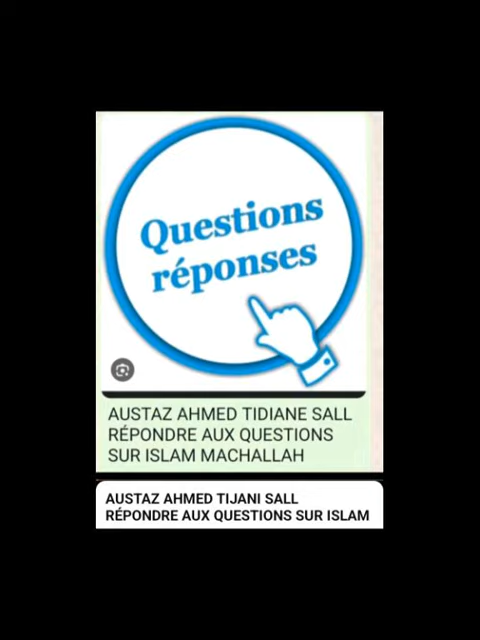 Questions
réponses
AUSTAZ AHMED TIDIANE SALL
RÉPONDRE AUX QUESTIONS
SUR ISLAM MACHALLAH
AUSTAZ AHMED TIJANI SALL
RÉPONDRE AUX QUESTIONS SUR ISLAM